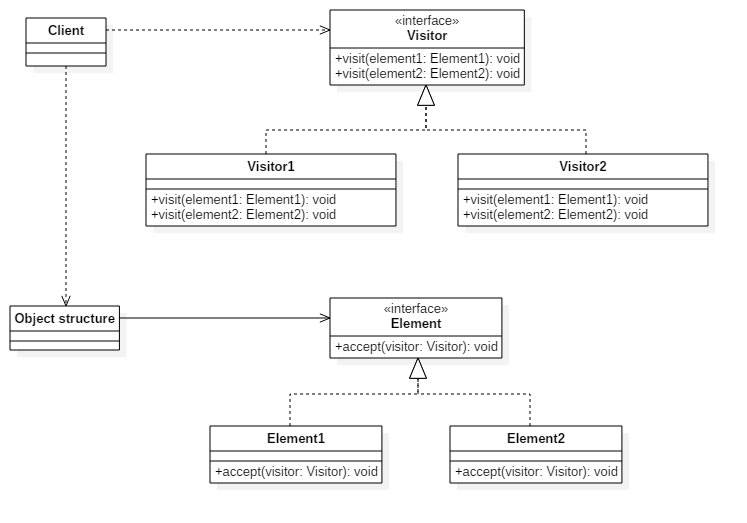 Client
«interface»
Visitor
+visit(element1: Element1): void
+visit(element2: Element2): void
Visitor1
+visit(element1: Element1): void
+visit(element2: Element2): void
Visitor2
+visit(element1: Element1): void
+visit(element2: Element2): void
Object structure
«interface»
Element
+accept(visitor: Visitor): void
Element1
+accept(visitor: Visitor): void
Element2
+accept(visitor: Visitor): void